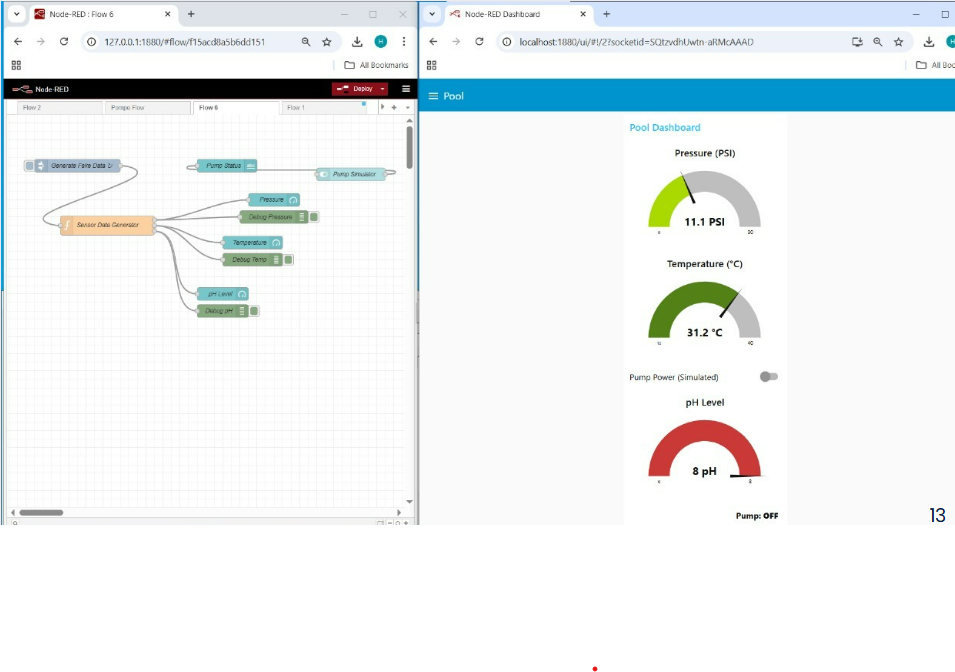 Node-RED : Flow 6
127.0.0.1:1880/#flow/f15acd8a5b6dd151
H
All Bookmarks
Node-RED
Deploy
Flow 2
Pompe Flow
Flow 6
Flow 1
Generate Fake Data
Pump Status
Pump Simulator
Pressure
Debug Pressure
Sensor Data Generator
Temperature
Debug Temp
pH Level
Debug pH
Node-RED Dashboard
localhost:1880/ui/#!/2?socketid=SQtzvdhUwtn-aRMcAAAD
H
All Boo
Pool
Pool Dashboard
Pressure (PSI)
11.1 PSI
30
Temperature (°C)
31.2 °C
40
Pump Power (Simulated)
pH Level
8 pH
8
Pump: OFF
13